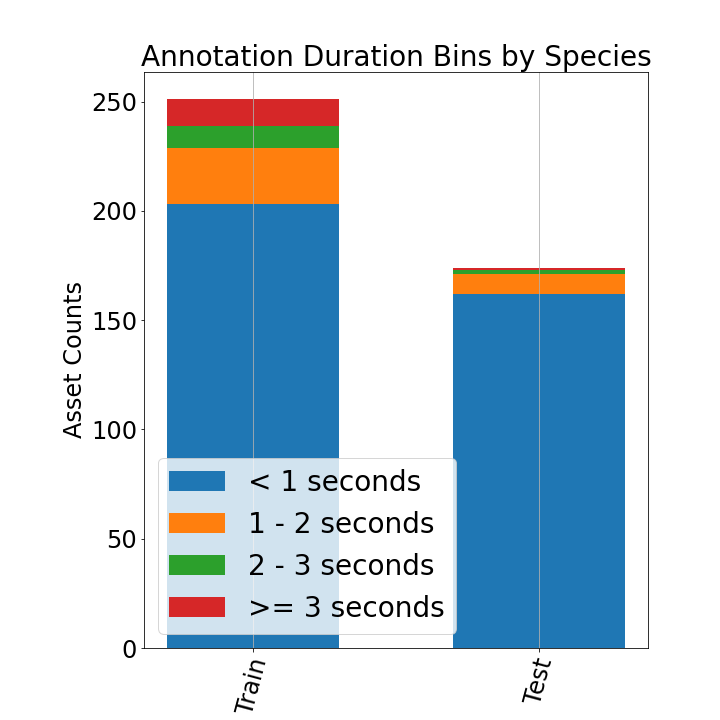 Annotation Duration Bins by Species
Asset Counts
250
200
150
100
50
0
< 1 seconds
1 - 2 seconds
2 - 3 seconds
>= 3 seconds
Train
Test